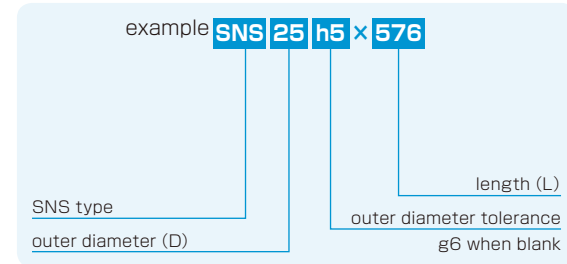 example SNS 25 h5 × 576
length (L)
SNS type
outer diameter tolerance
outer diameter (D)
g6 when blank